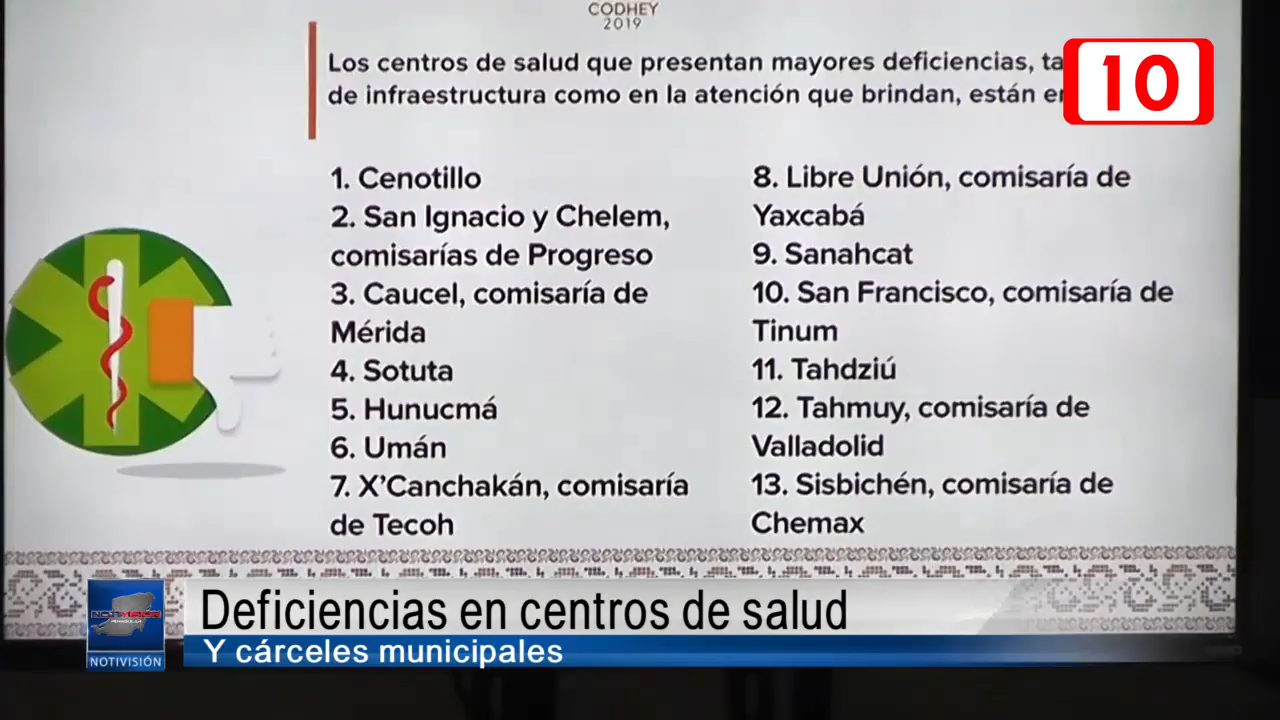 CODHEY
2019
10
Los centros de salud que presentan mayores deficiencias,
de infraestructura como en la atención que brindan, están
1. Cenotillo
2. San Ignacio y Chelem,
comisarías de Progreso
3. Caucel, comisaría de
Mérida
4. Sotuta
5. Hunucmá
6. Umán
7. X'Canchakán, comisaría
de Tecoh
8. Libre Unión, comisaría de
Yaxcabá
9. Sanahcat
10. San Francisco, comisaría de
Tinum
11. Tahdziú
12. Tahmuy, comisaría de
Valladolid
13. Sisbichén, comisaría de
Chemax
Deficiencias en centros de salud
Y cárceles municipales
NOTIVISIÓN